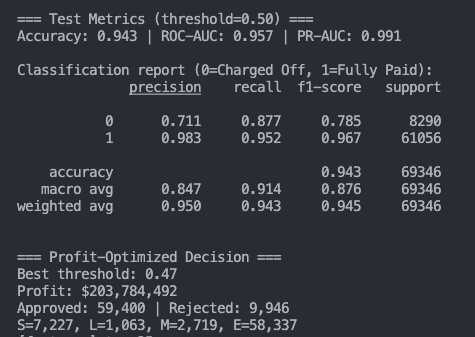 === Test Metrics (threshold=0.50) ===
Accuracy: 0.943 | ROC-AUC: 0.957 | PR-AUC: 0.991
Classification report (0=Charged Off, 1=Fully Paid):
precision recall f1-score support
0 0.711 0.877 0.785 8290
1 0.983 0.952 0.967 61056
accuracy 0.943 69346
macro avg 0.847 0.914 0.876 69346
weighted avg 0.950 0.943 0.945 69346
=== Profit-Optimized Decision ===
Best threshold: 0.47
Profit: $203,784,492
Approved: 59,400 | Rejected: 9,946
S=7,227, L=1,063, M=2,719, E=58,337